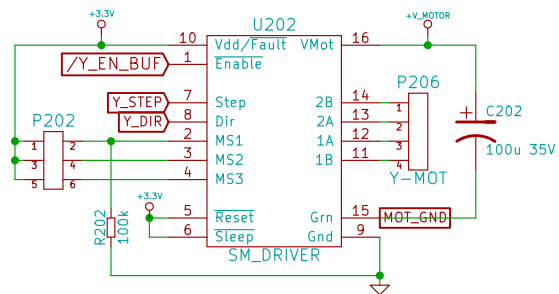 +3.3V
+V_MOTOR
U202
10 Vdd/Fault VMot 16
/Y_EN_BUF 1 Enable
P206
Y_STEP 7 Step 2B 14 1
Y_DIR 8 Dir 2A 13 2
P202
1 2 2 MS1 1A 12 3
3 4 3 MS2 1B 11 4
5 6 4 MS3
Y-MOT
C202
100u 35V
+3.3V
R202
100k
5 Reset Grn 15 MOT_GND
6 Sleep Gnd 9
SM_DRIVER